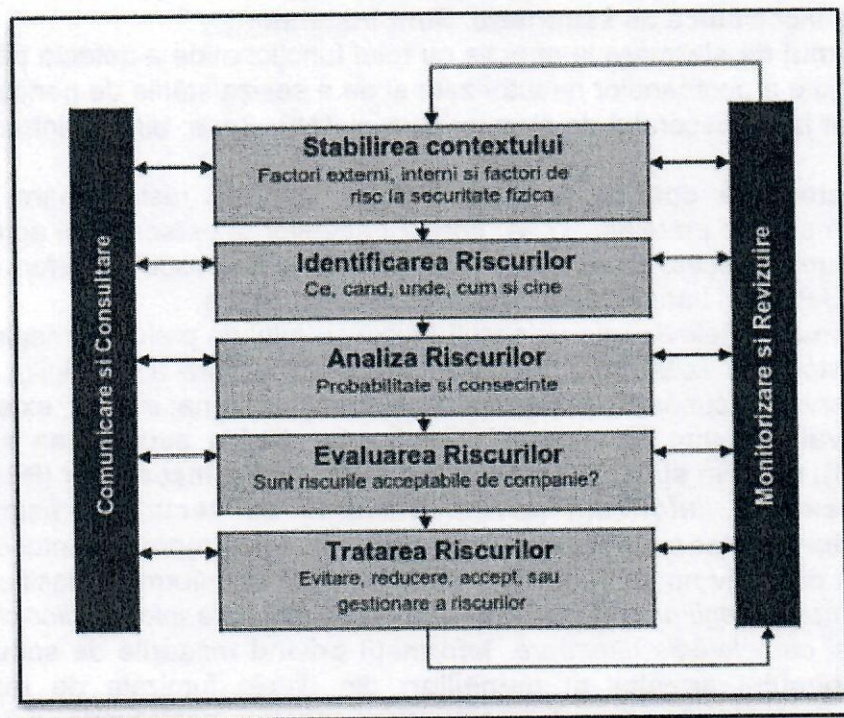 Comunicare si Consultare
Stabilirea contextului
Factori externi, interni si factori de
risc la securitate fizica
Identificarea Riscurilor
Ce, cand, unde, cum si cine
Analiza Riscurilor
Probabilitate si consecinte
Evaluarea Riscurilor
Sunt riscurile acceptabile de companie?
Tratarea Riscurilor
Evitare, reducere, accept, sau
gestionare a riscurilor
Monitorizare si Revizuire